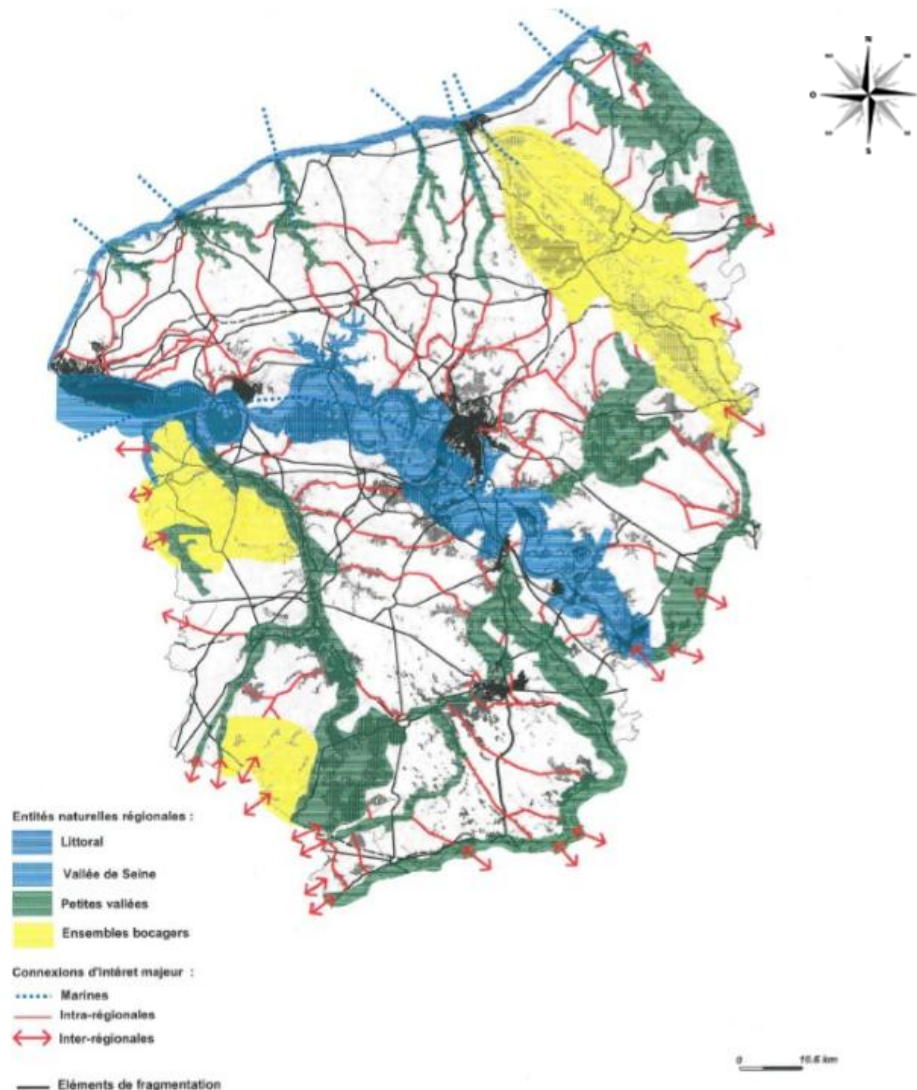 N
O
S
Entités naturelles régionales :
Littoral
Vallée de Seine
Petites vallées
Ensembles bocagers
Connexions d'intéret majeur :
Marines
Intra-régionales
Inter-régionales
Eléments de fragmentation
0 10.6 km